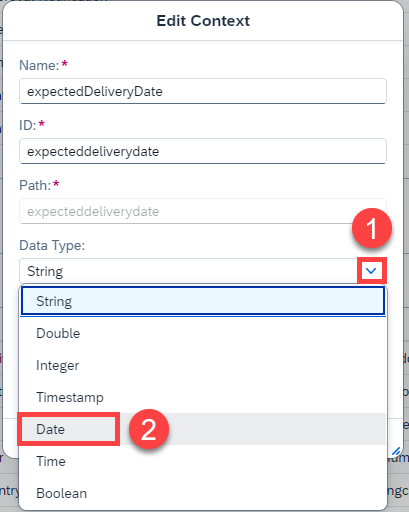 Edit Context
Name:*
expectedDeliveryDate
ID:*
expecteddeliverydate
Path:*
expecteddeliverydate
1
Data Type:
String
String
Double
Integer
Timestamp
Date
2
Time
Boolean